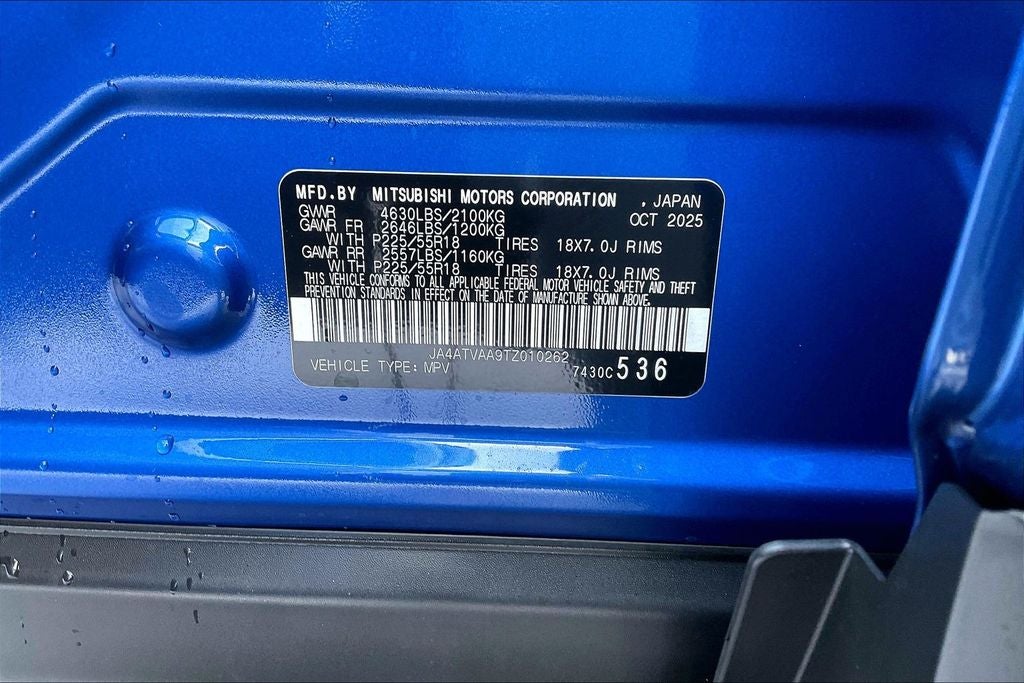 MFD.BY MITSUBISHI MOTORS CORPORATION , JAPAN
GWWR 4630LBS/2100KG OCT 2025
GAWR FR 2646LBS/1200KG
WITH P225/55R18 TIRES 18X7.0J RIMS
GAWR RR 2557LBS/1160KG
WITH P225/55R18 TIRES 18X7.0J RIMS
THIS VEHICLE CONFORMS TO ALL APPLICABLE FEDERAL MOTOR VEHICLE SAFETY AND THEFT
PREVENTION STANDARDS IN EFFECT ON THE DATE OF MANUFACTURE SHOWN ABOVE.
JA4ATVAA9TZ010262
VEHICLE TYPE: MPV 7430C 536